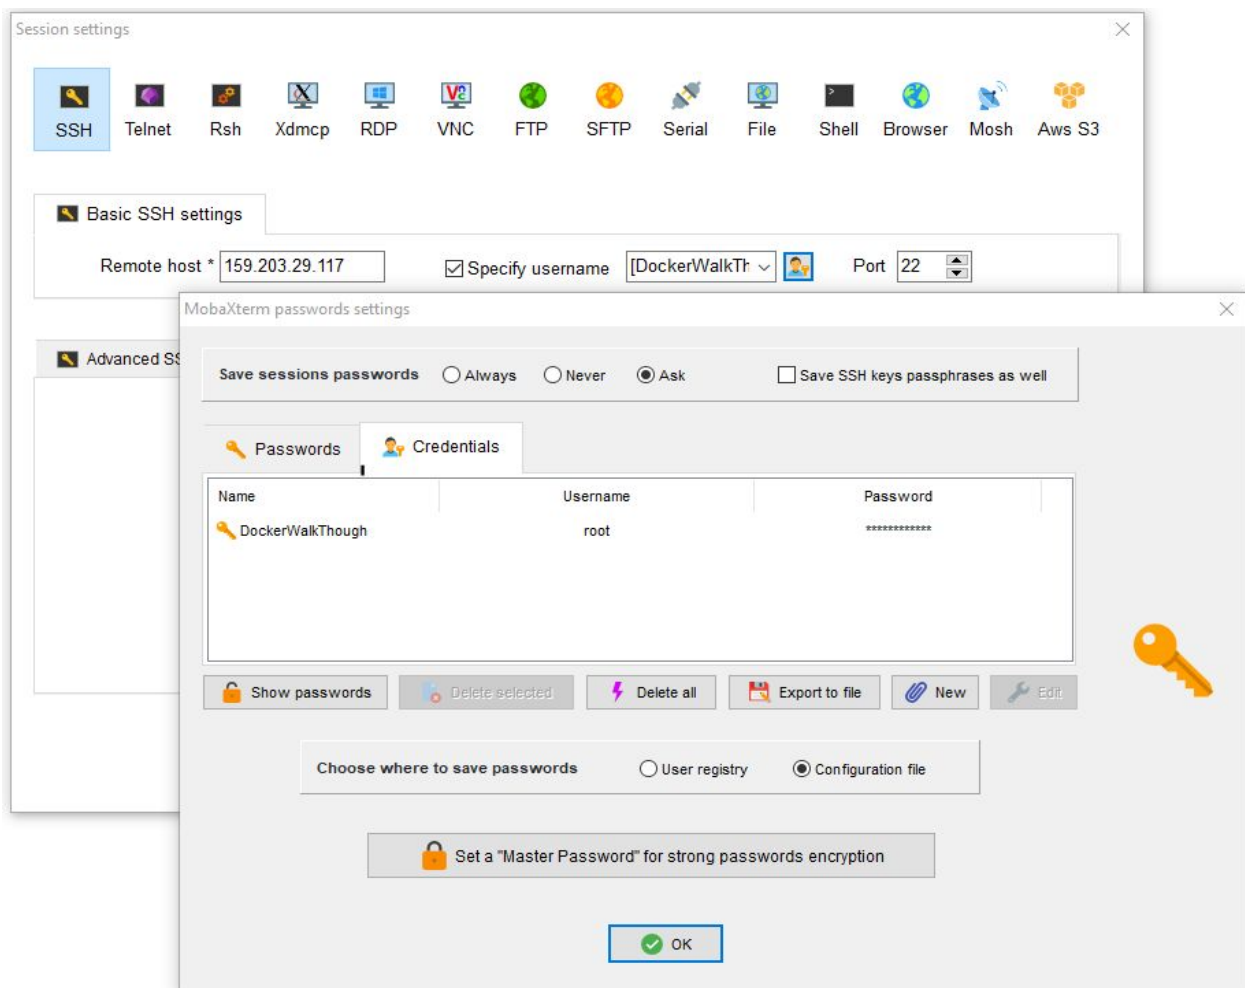 Session settings
SSH Telnet Rsh Xdmcp RDP VNC FTP SFTP Serial File Shell Browser Mosh Aws S3
Basic SSH settings
Remote host * 159.203.29.117 Specify username [DockerWalkTh Port 22
MobaXterm passwords settings
Advanced SS
Save sessions passwords Always Never Ask Save SSH keys passphrases as well
Passwords Credentials
Name Username Password
DockerWalkThough root ************
Show passwords Delete selected Delete all Export to file New Edit
Choose where to save passwords User registry Configuration file
Set a "Master Password" for strong passwords encryption
OK